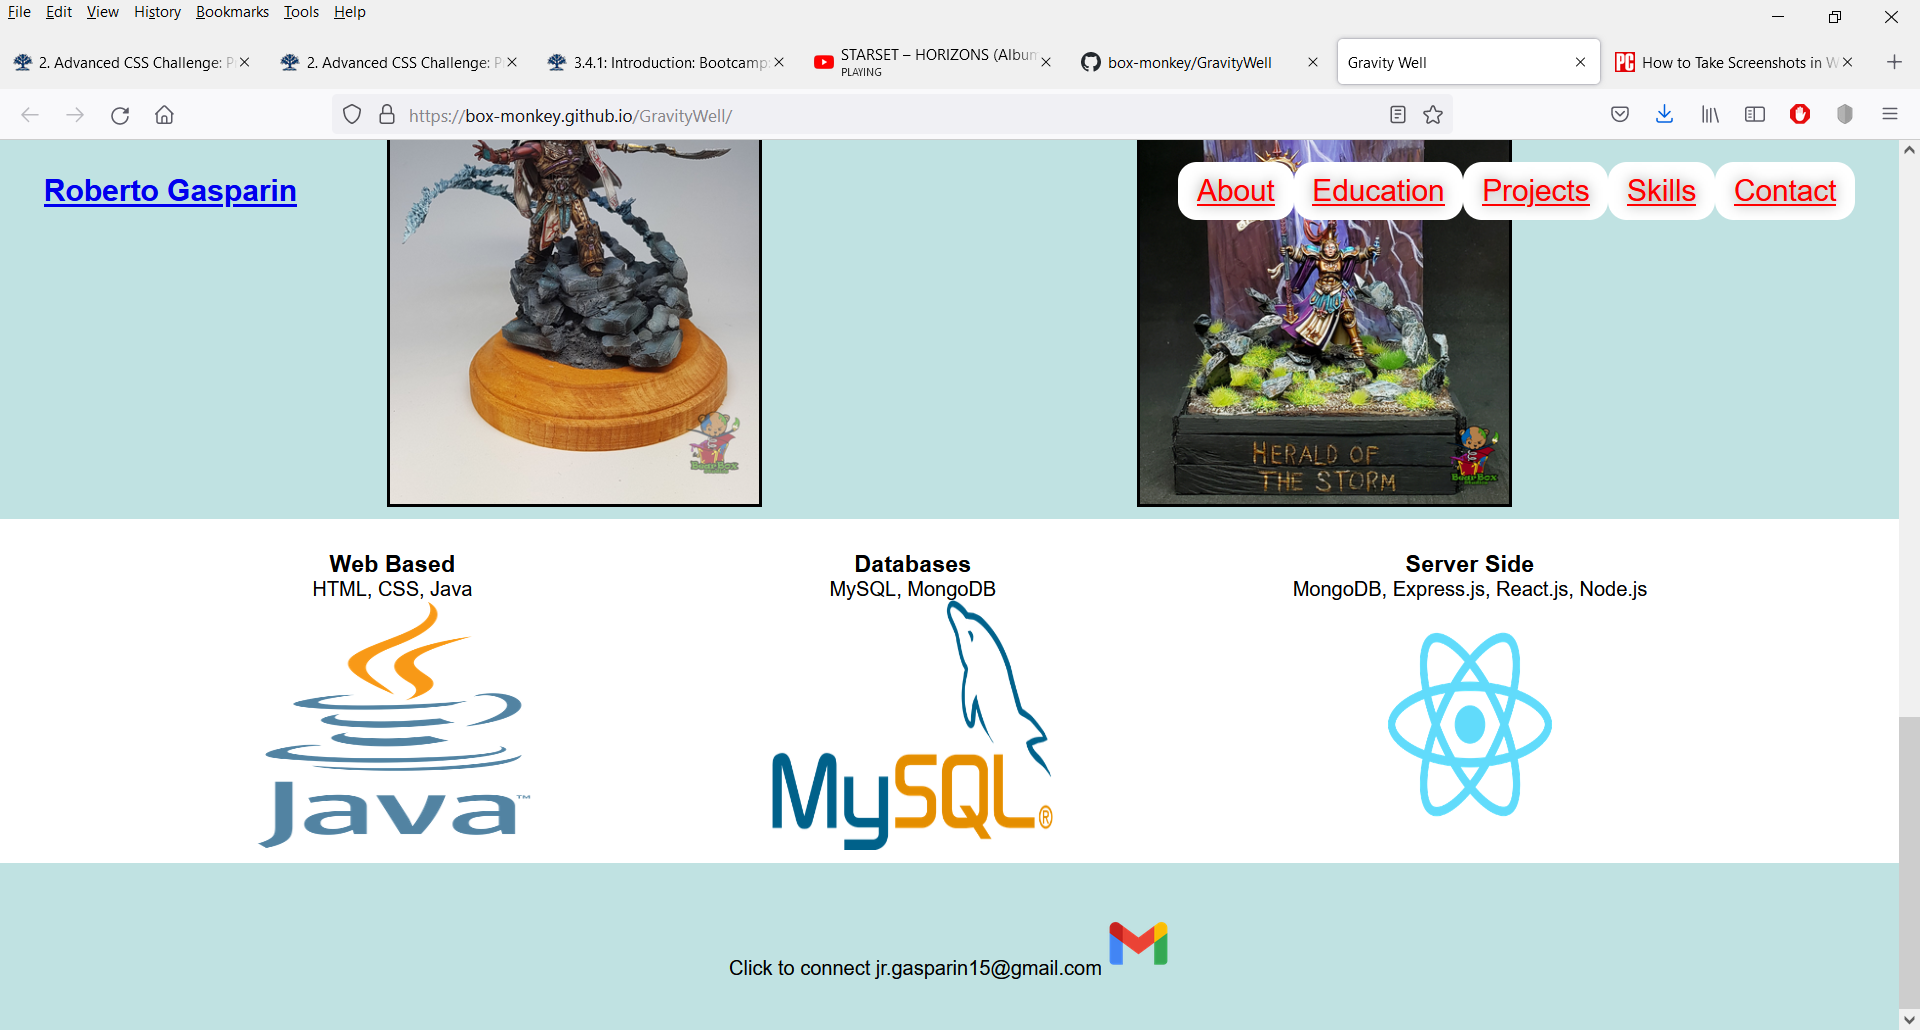 File Edit View History Bookmarks Tools Help
2. Advanced CSS Challenge: P
2. Advanced CSS Challenge: P
3.4.1: Introduction: Bootcamp
STARSET – HORIZONS (Album
PLAYING
box-monkey/GravityWell
Gravity Well
PC How to Take Screenshots in W
https://box-monkey.github.io/GravityWell/
Roberto Gasparin
About Education Projects Skills Contact
BearBox
HERALD OF
THE STORM
BearBox
Web Based
HTML, CSS, Java
Java™
Databases
MySQL, MongoDB
MySQL®
Server Side
MongoDB, Express.js, React.js, Node.js
Click to connect jr.gasparin15@gmail.com